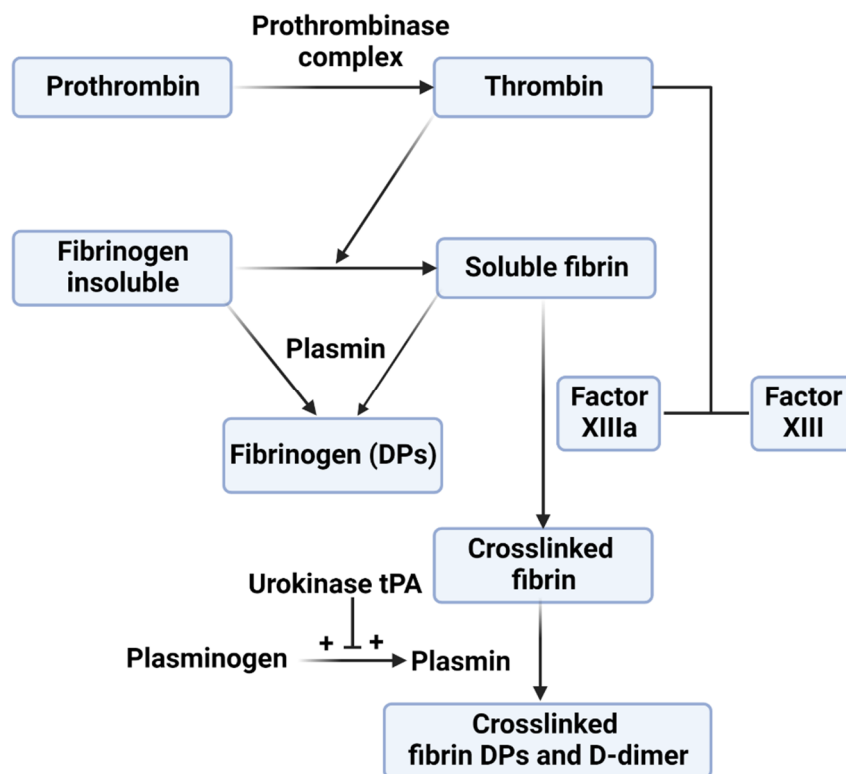 Prothrombinase
complex
Prothrombin
Thrombin
Fibrinogen
insoluble
Soluble fibrin
Plasmin
Factor
XIIIa
Factor
XIII
Fibrinogen (DPs)
Crosslinked
fibrin
Urokinase tPA
+ +
Plasminogen
Plasmin
Crosslinked
fibrin DPs and D-dimer